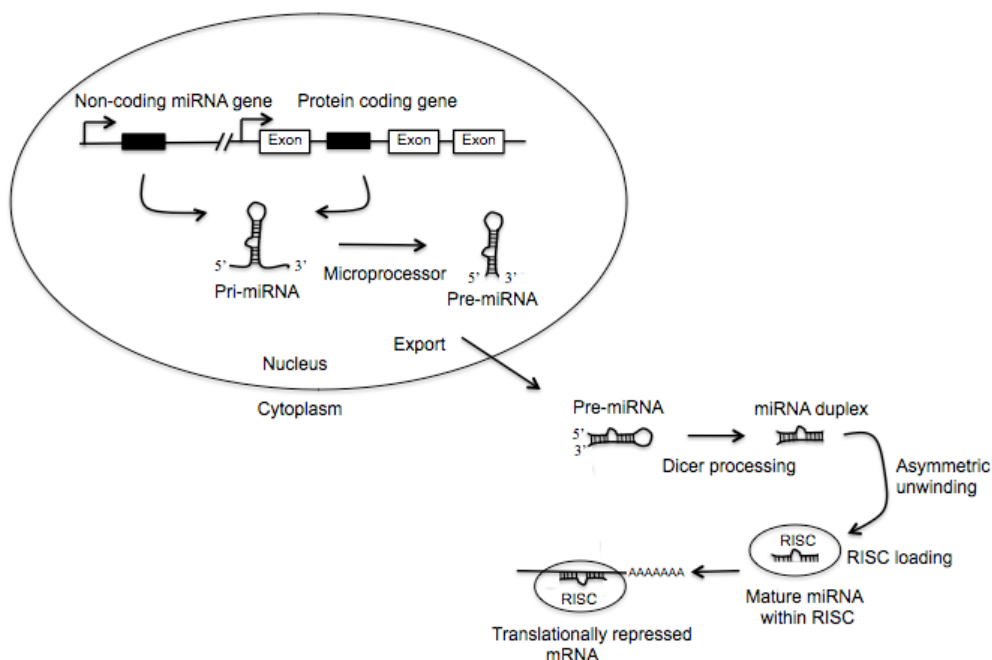 Non-coding miRNA gene
Protein coding gene
Exon
Exon
Exon
5’
3’
Pri-miRNA
Microprocessor
5’ 3’
Pre-miRNA
Export
Nucleus
Cytoplasm
Pre-miRNA
5’
3’
Dicer processing
miRNA duplex
Asymmetric
unwinding
RISC
RISC loading
Mature miRNA
within RISC
AAAAAAA
RISC
Translationally repressed
mRNA